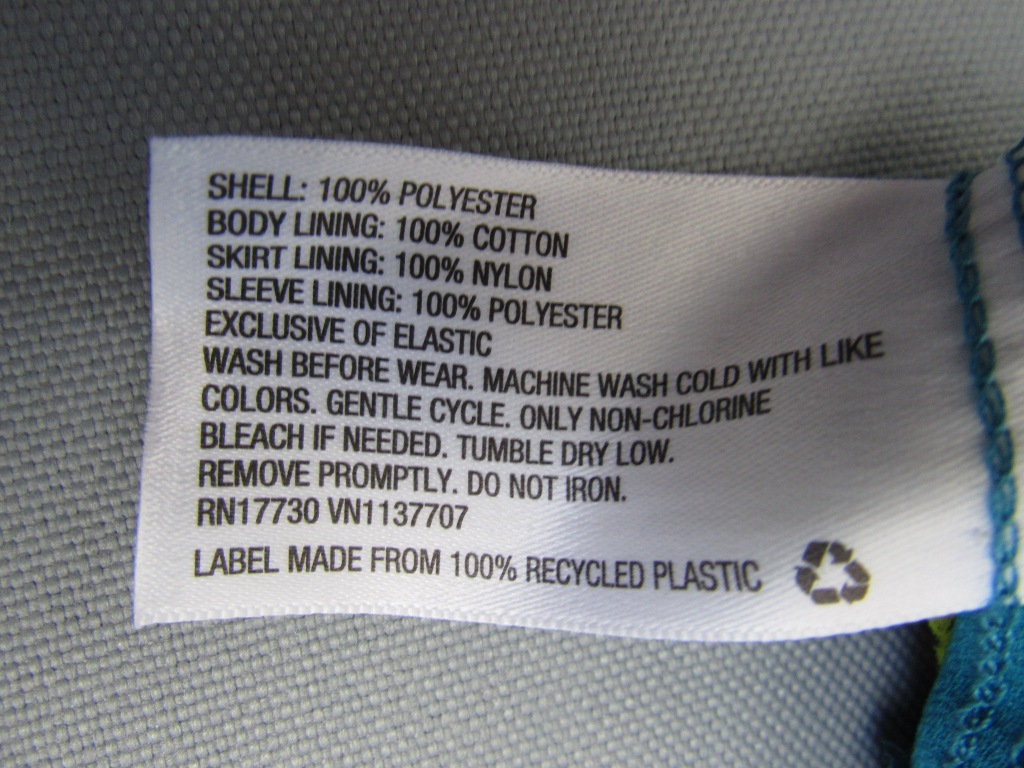 SHELL: 100% POLYESTER
BODY LINING: 100% COTTON
SKIRT LINING: 100% NYLON
SLEEVE LINING: 100% POLYESTER
EXCLUSIVE OF ELASTIC
WASH BEFORE WEAR. MACHINE WASH COLD WITH LIKE
COLORS. GENTLE CYCLE. ONLY NON-CHLORINE
BLEACH IF NEEDED. TUMBLE DRY LOW.
REMOVE PROMPTLY. DO NOT IRON.
RN17730 VN1137707
LABEL MADE FROM 100% RECYCLED PLASTIC